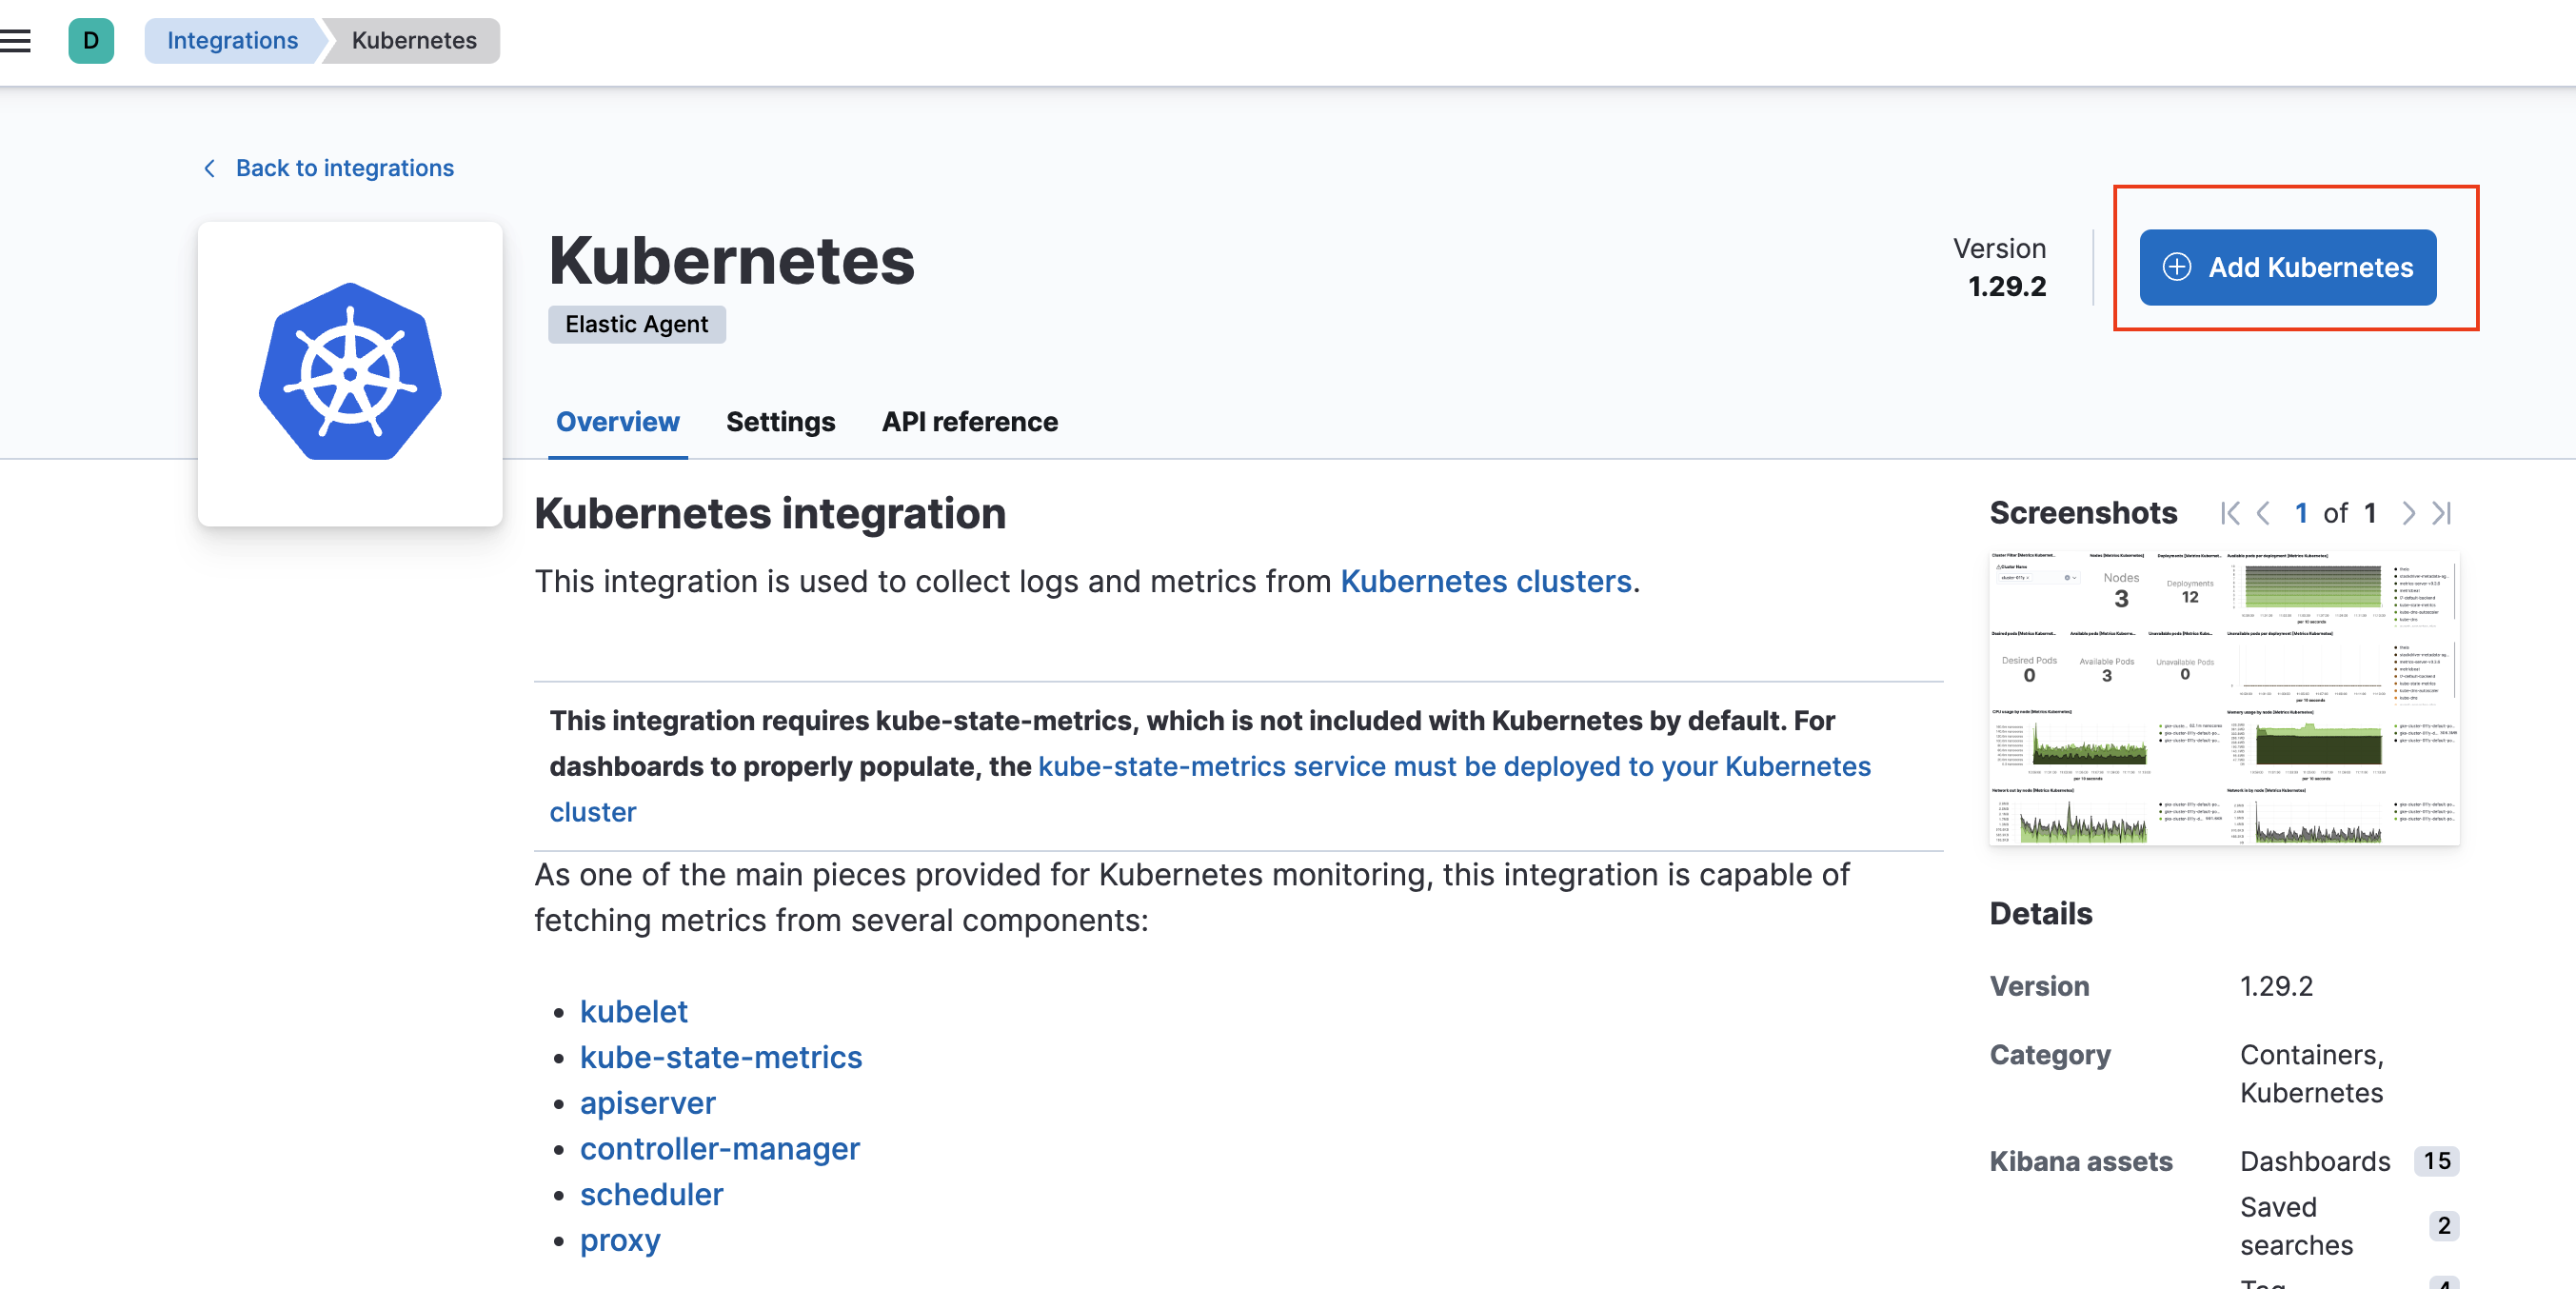 D
Integrations
Kubernetes
Back to integrations
Kubernetes
Elastic Agent
Version
1.29.2
Add Kubernetes
Overview
Settings
API reference
Kubernetes integration
This integration is used to collect logs and metrics from Kubernetes clusters.
This integration requires kube-state-metrics, which is not included with Kubernetes by default. For
dashboards to properly populate, the kube-state-metrics service must be deployed to your Kubernetes
cluster
As one of the main pieces provided for Kubernetes monitoring, this integration is capable of
fetching metrics from several components:
• kubelet
• kube-state-metrics
• apiserver
• controller-manager
• scheduler
• proxy
Screenshots
1 of 1
Nodes
3
Deployments
12
Desired Pods
0
Available Pods
3
Unavailable Pods
0
Details
Version
1.29.2
Category
Containers,
Kubernetes
Kibana assets
Dashboards
15
Saved
searches
2